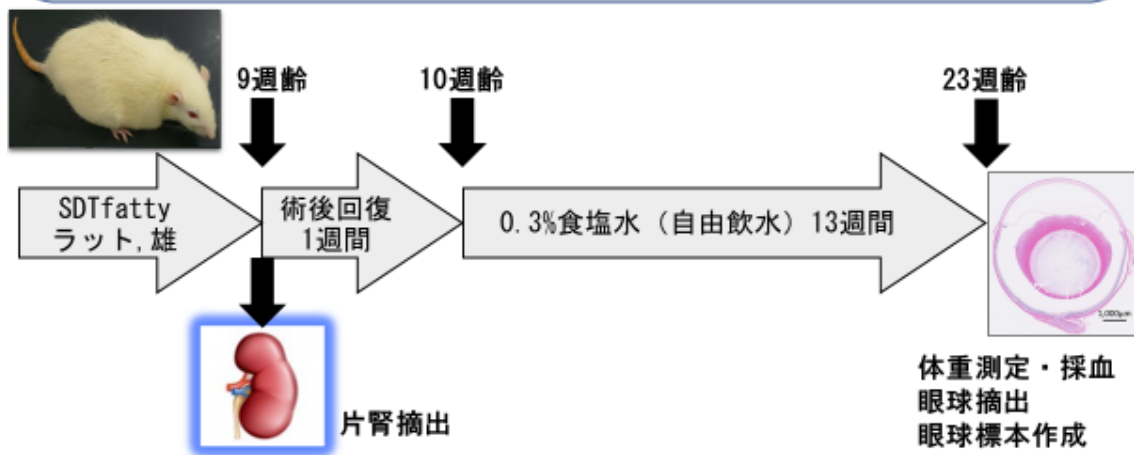 9週齢
10週齢
23週齢
SDTfatty
ラット,雄
術後回復
1週間
0.3%食塩水（自由飲水）13週間
1,000μm
片腎摘出
体重測定・採血
眼球摘出
眼球標本作成